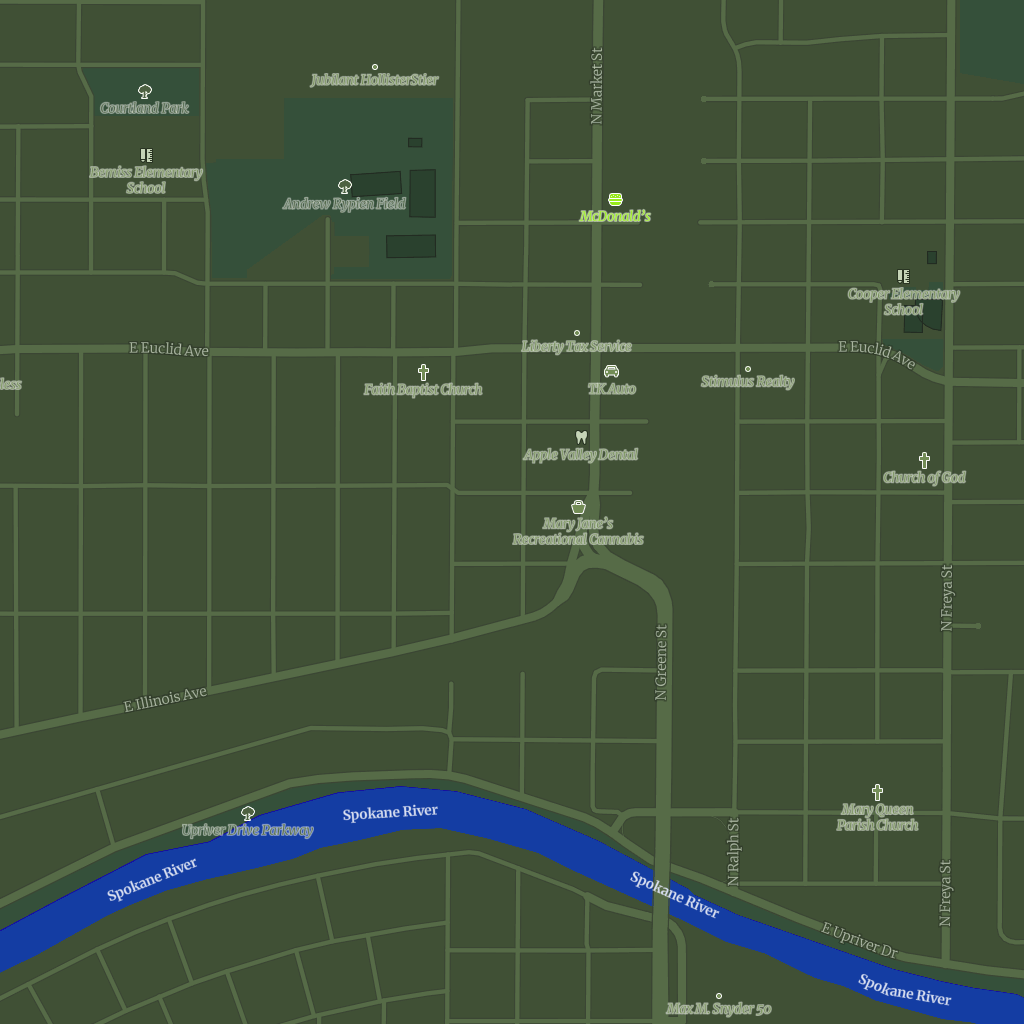 N Market St
Jubilant HollisterStier
Courtland Park
Bemiss Elementary
School
Andrew Rypien Field
McDonald's
Cooper Elementary
School
E Euclid Ave
Liberty Tax Service
E Euclid Ave
less
Faith Baptist Church
TK Auto
Stimulus Realty
Apple Valley Dental
Church of God
Mary Jane's
Recreational Cannabis
N Freya St
N Greene St
E Illinois Ave
Spokane River
Upriver Drive Parkway
Mary Queen
Parish Church
N Ralph St
Spokane River
Spokane River
N Freya St
E Upriver Dr
Spokane River
Max M. Snyder 50